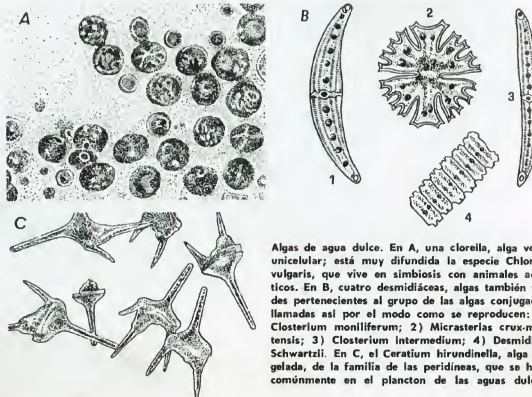 A
B
2
3
1
4
C
Algas de agua dulce. En A, una clorella, alga ve
unicelular; está muy difundida la especie Chlor
vulgaris, que vive en simbiosis con animales a
ticos. En B, cuatro desmidiáceas, algas también
des pertenecientes al grupo de las algas conjuga
llamadas así por el modo como se reproducen:
Closterium moniliferum; 2) Micrasterias crux-m
tensis; 3) Closterium intermedium; 4) Desmid
Schwartzii. En C, el Ceratium hirundinella, alga
gelada, de la familia de las peridíneas, que se h
comúnmente en el plancton de las aguas dulc